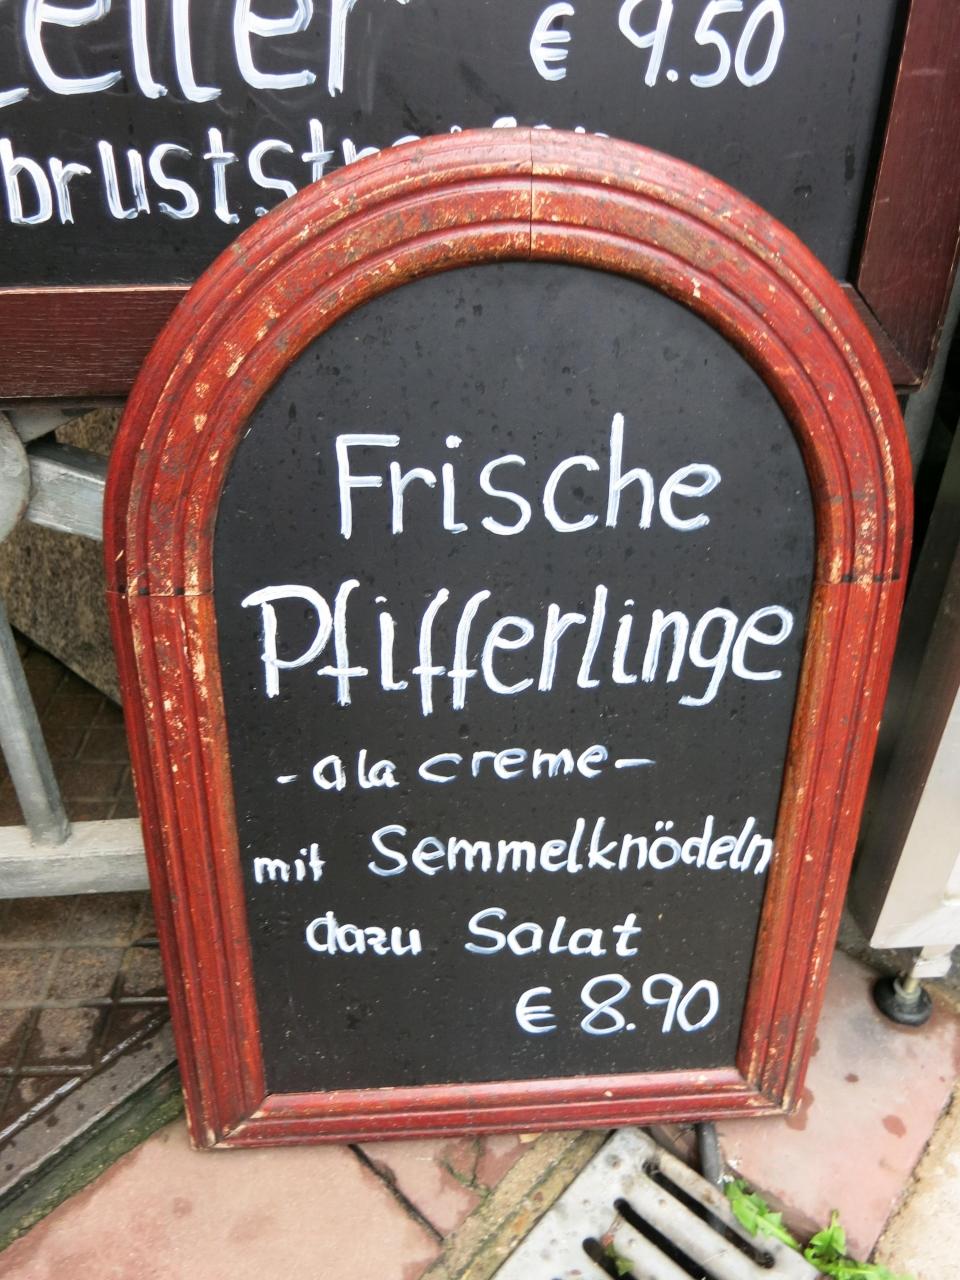 € 9.50
Frische
Pfifferlinge
- a la creme -
mit Semmelknödeln
dazu Salat
€ 8.90